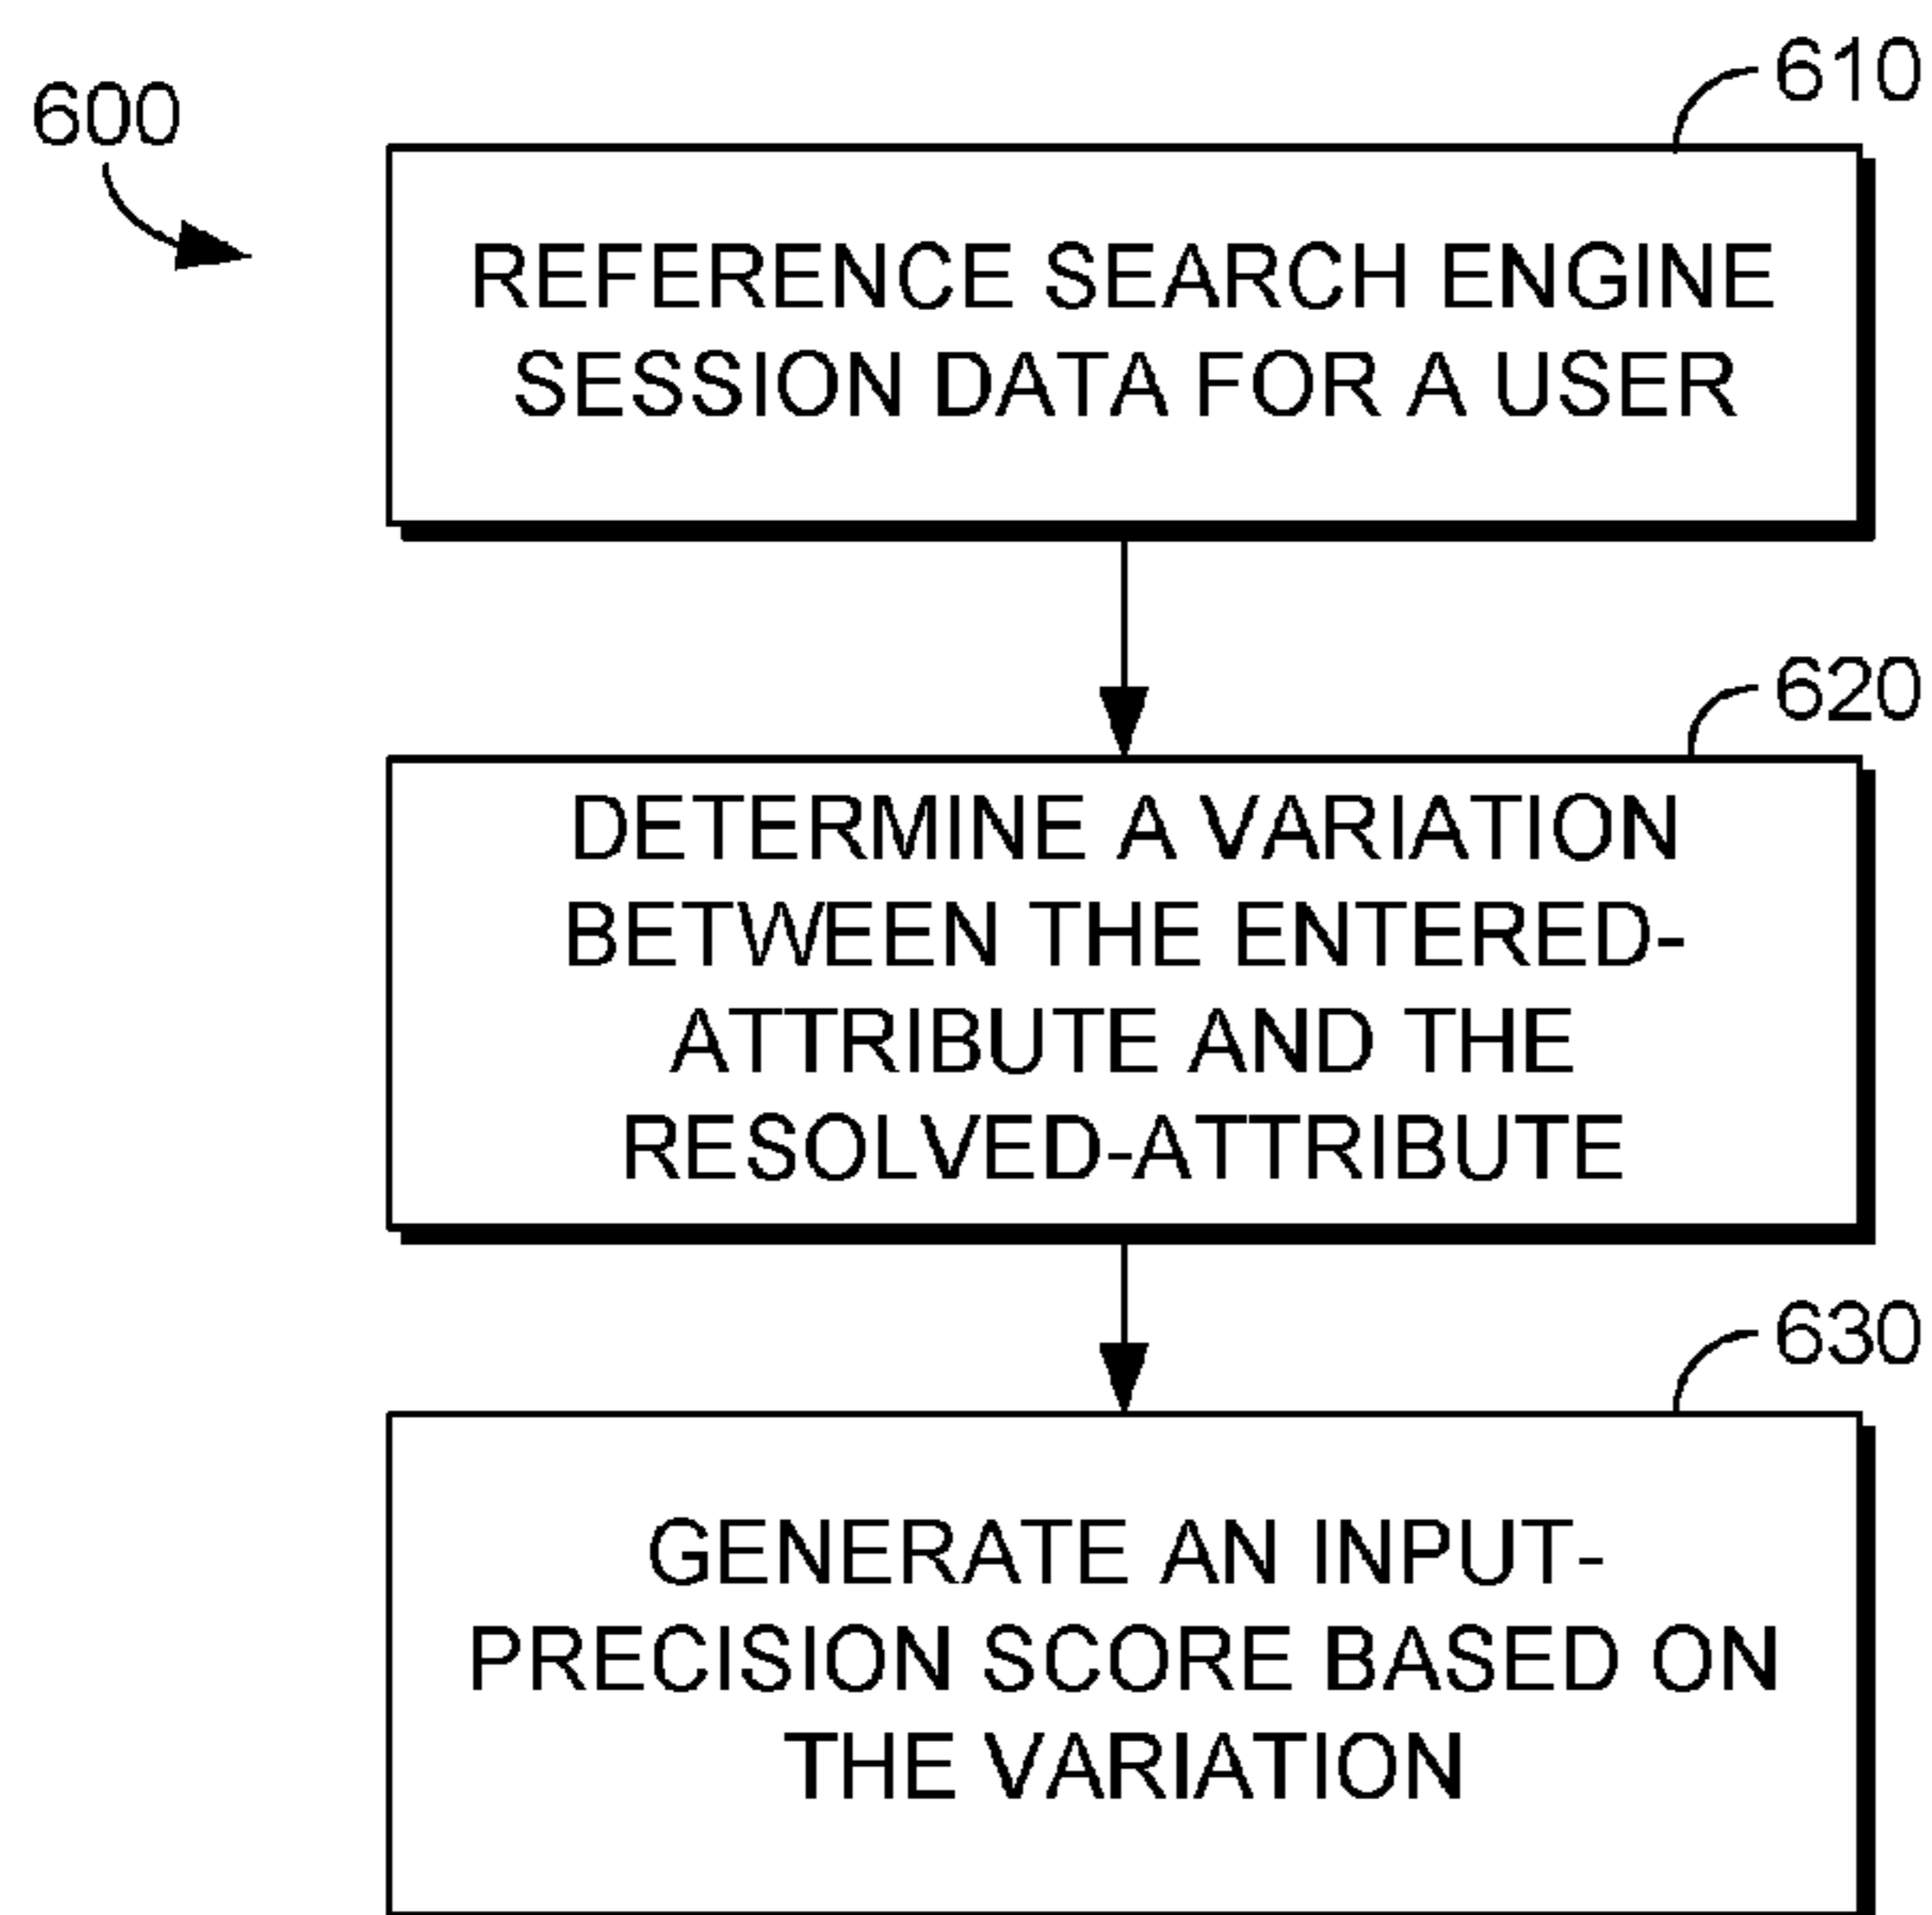 600
610
REFERENCE SEARCH ENGINE
SESSION DATA FOR A USER
620
DETERMINE A VARIATION
BETWEEN THE ENTERED-
ATTRIBUTE AND THE
RESOLVED-ATTRIBUTE
630
GENERATE AN INPUT-
PRECISION SCORE BASED ON
THE VARIATION